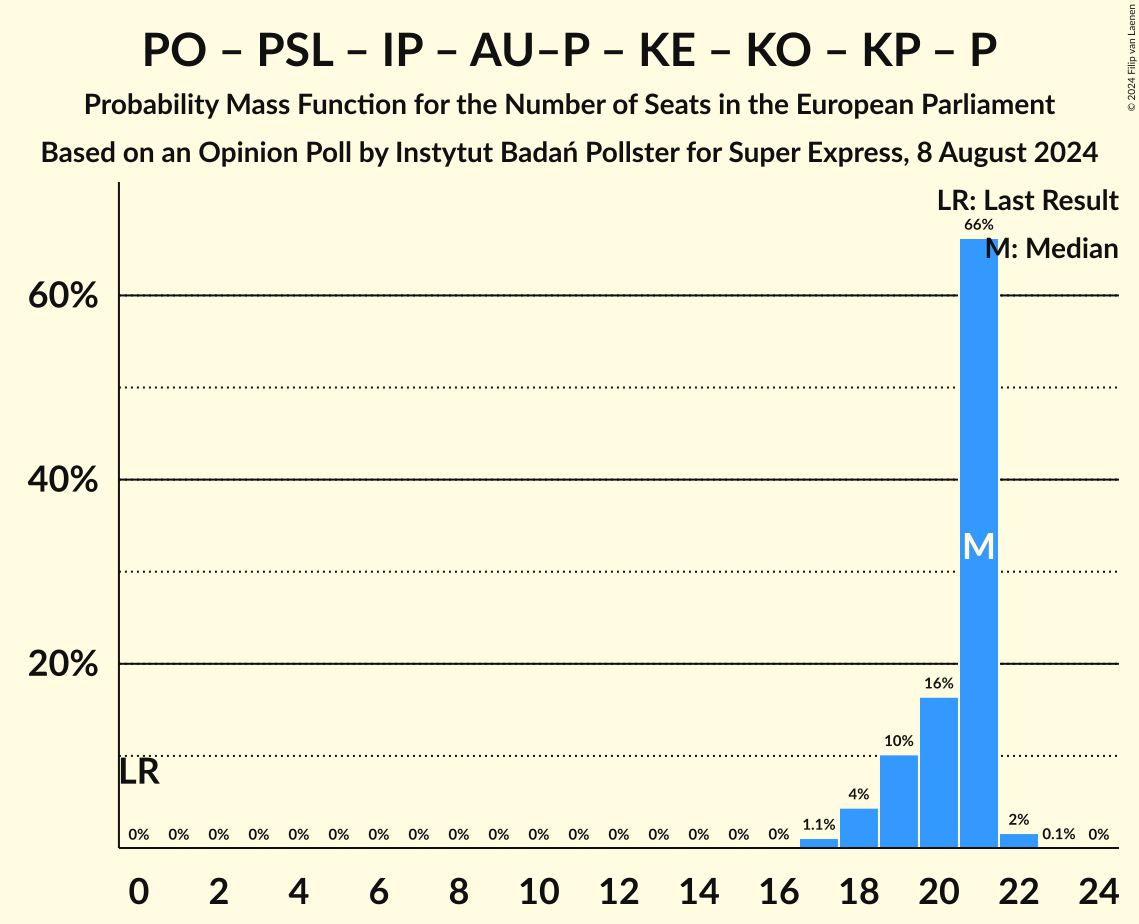 PO – PSL – IP – AU–P – KE – KO – KP – P
Probability Mass Function for the Number of Seats in the European Parliament
Based on an Opinion Poll by Instytut Badań Pollster for Super Express, 8 August 2024
© 2024 Filip van Laenen
LR: Last Result
M: Median
66%
60%
40%
M
20%
16%
10%
LR
4%
1.1%
2%
0% 0% 0% 0% 0% 0% 0% 0% 0% 0% 0% 0% 0% 0% 0% 0% 0% 0.1% 0%
0 2 4 6 8 10 12 14 16 18 20 22 24